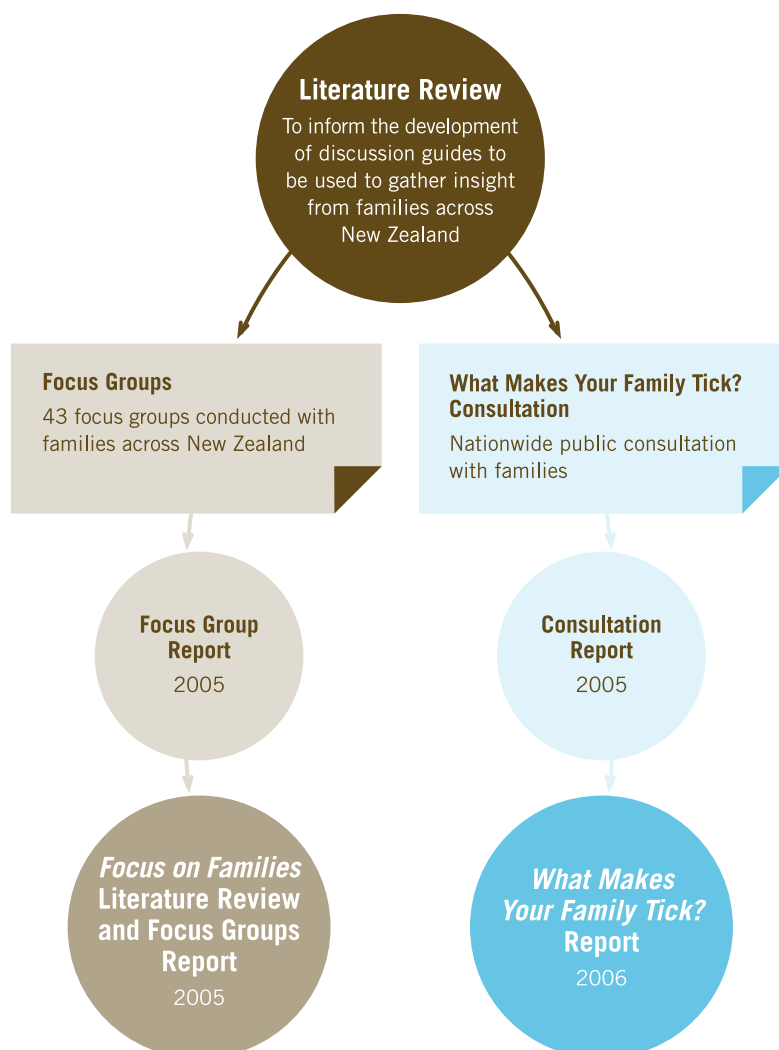 Literature Review
To inform the development
of discussion guides to
be used to gather insight
from families across
New Zealand
Focus Groups
43 focus groups conducted with
families across New Zealand
What Makes Your Family Tick?
Consultation
Nationwide public consultation
with families
Focus Group
Report
2005
Consultation
Report
2005
Focus on Families
Literature Review
and Focus Groups
Report
2005
What Makes
Your Family Tick?
Report
2006